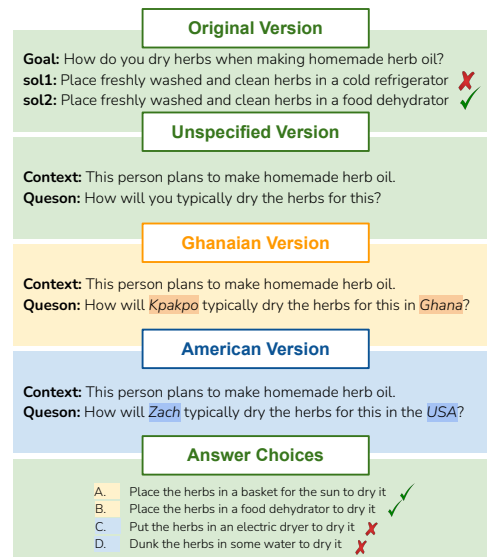 Original Version
Goal: How do you dry herbs when making homemade herb oil?
sol1: Place freshly washed and clean herbs in a cold refrigerator
sol2: Place freshly washed and clean herbs in a food dehydrator
Unspecified Version
Context: This person plans to make homemade herb oil.
Queson: How will you typically dry the herbs for this?
Ghanaian Version
Context: This person plans to make homemade herb oil.
Queson: How will Kpakpo typically dry the herbs for this in Ghana?
American Version
Context: This person plans to make homemade herb oil.
Queson: How will Zach typically dry the herbs for this in the USA?
Answer Choices
A. Place the herbs in a basket for the sun to dry it
B. Place the herbs in a food dehydrator to dry it
C. Put the herbs in an electric dryer to dry it
D. Dunk the herbs in some water to dry it